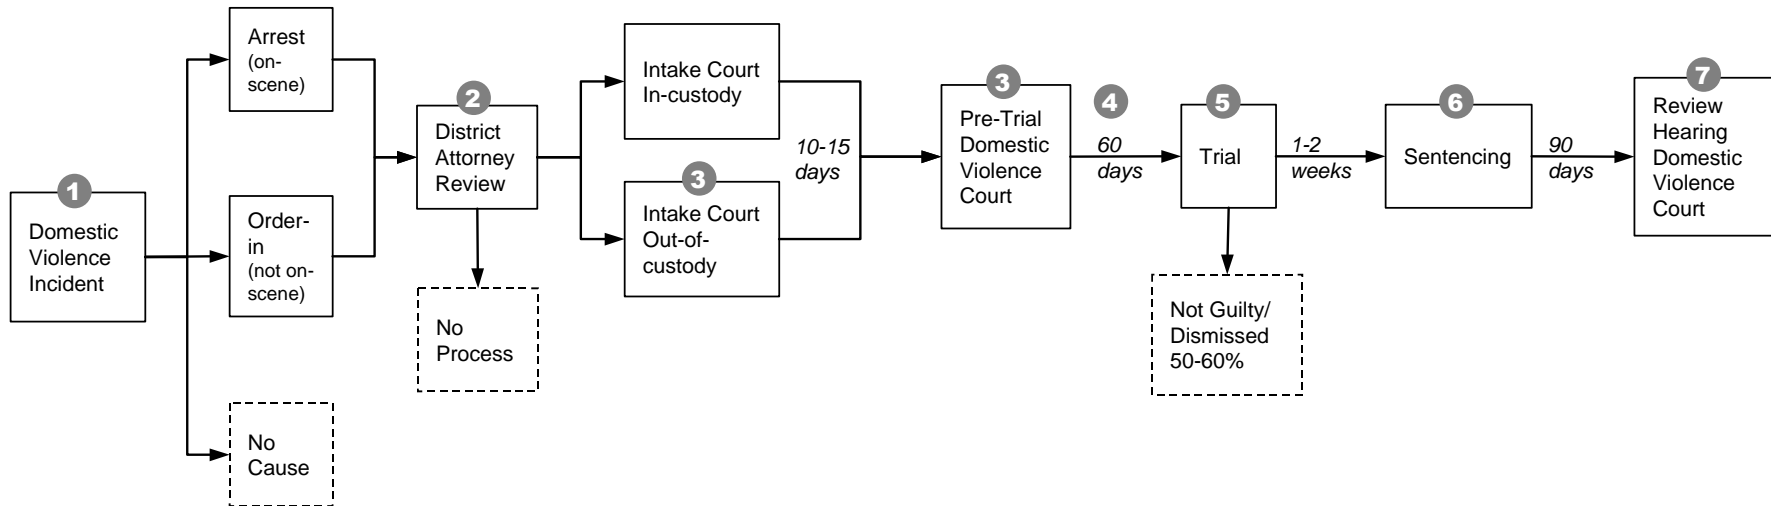 1
Domestic
Violence
Incident
Arrest
(on-
scene)
Order-
in
(not on-
scene)
No
Cause
2
District
Attorney
Review
No
Process
Intake Court
In-custody
3
Intake Court
Out-of-
custody
10-15
days
3
Pre-Trial
Domestic
Violence
Court
4
60
days
5
Trial
Not Guilty/
Dismissed
50-60%
1-2
weeks
6
Sentencing
90
days
7
Review
Hearing
Domestic
Violence
Court